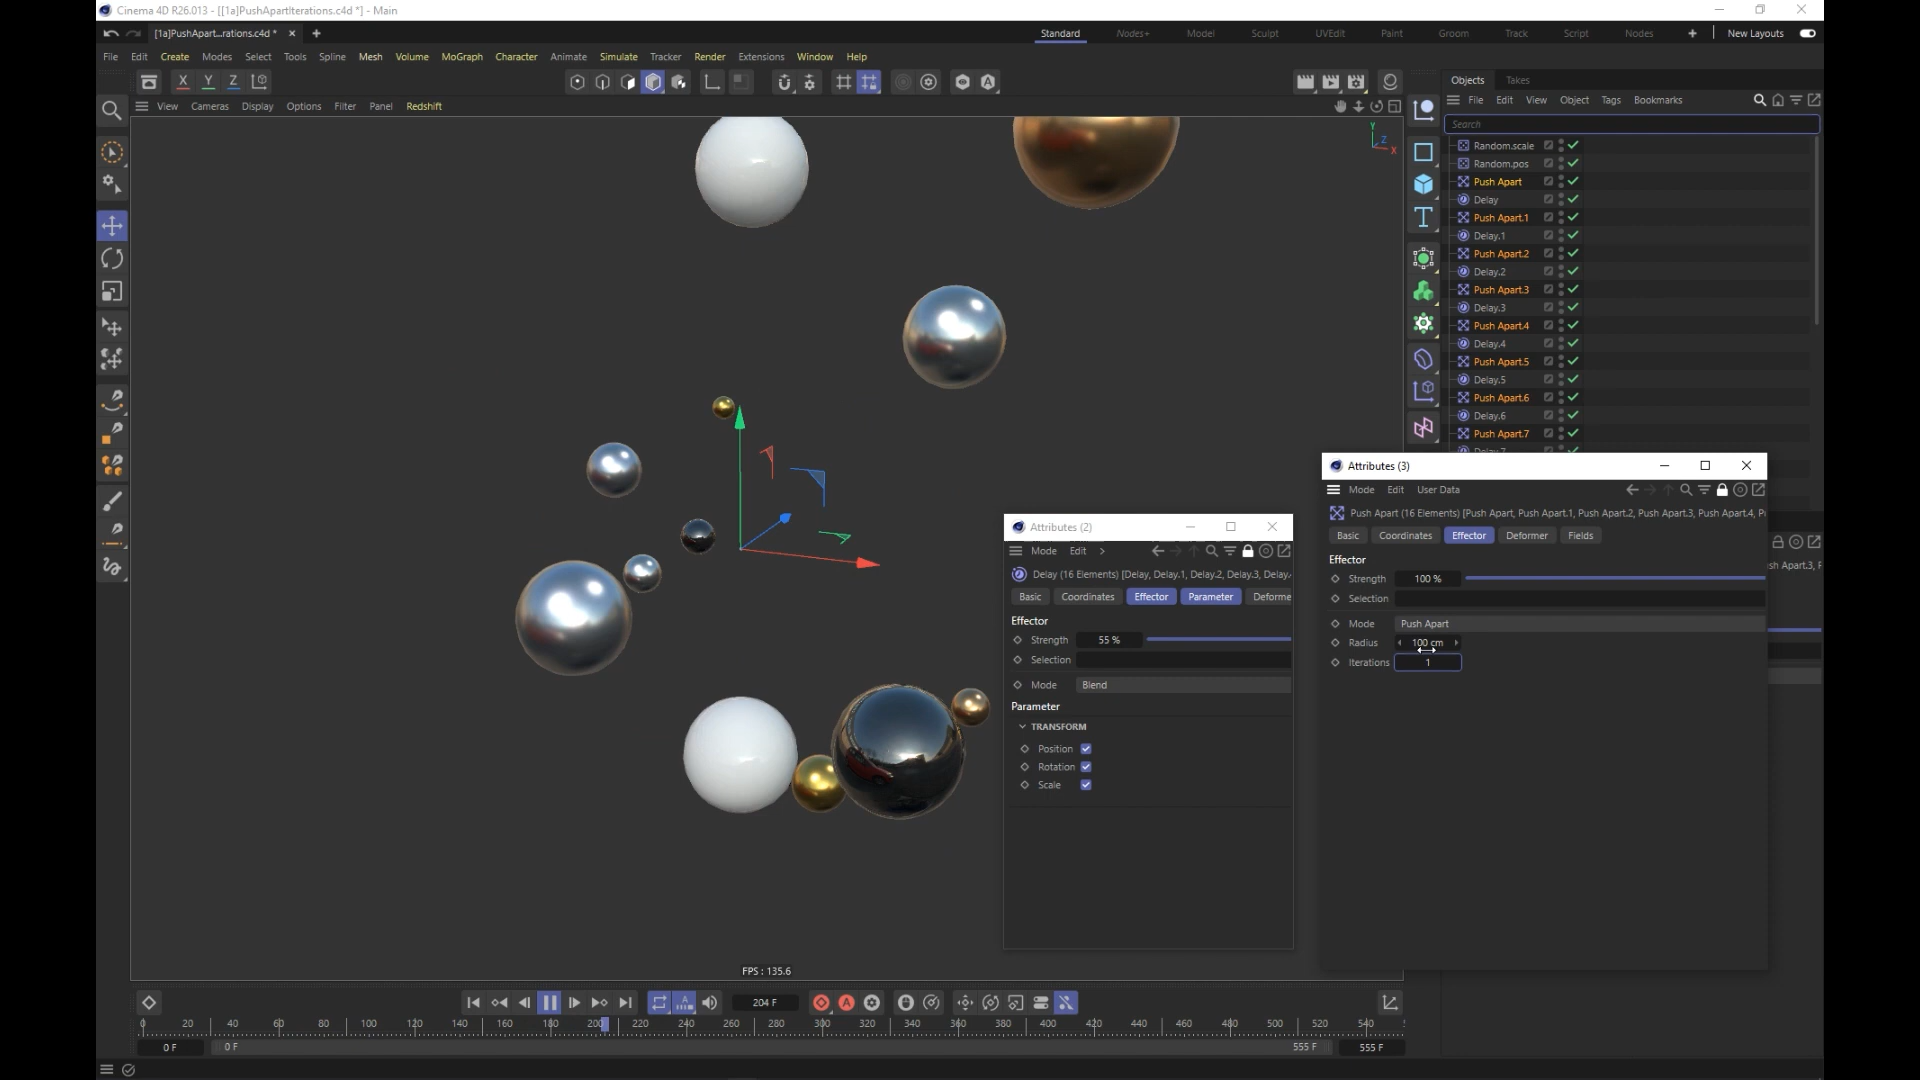 Cinema 4D R26.013 - [[1a]PushApartIterations.c4d *] - Main
[1a]PushApart...rations.c4d * × +
Standard Nodes+ Model Sculpt UVEdit Paint Groom Track Script Nodes + New Layouts
File Edit Create Modes Select Tools Spline Mesh Volume MoGraph Character Animate Simulate Tracker Render Extensions Window Help
X Y Z
Objects Takes
View Cameras Display Options Filter Panel Redshift
File Edit View Object Tags Bookmarks
Search
Y Z X
Random.scale
Random.pos
Push Apart
Delay
Push Apart.1
Delay.1
Push Apart.2
Delay.2
Push Apart.3
Delay.3
Push Apart.4
Delay.4
Push Apart.5
Delay.5
Push Apart.6
Delay.6
Push Apart.7
Attributes (3)
Mode Edit User Data
Push Apart (16 Elements) [Push Apart, Push Apart.1, Push Apart.2, Push Apart.3, Push Apart.4, P
Basic Coordinates Effector Deformer Fields
Effector
Strength 100 %
Selection
Mode Push Apart
Radius 100 cm
Iterations 1
sh Apart.3, F
Attributes (2)
Mode Edit >
Delay (16 Elements) [Delay, Delay.1, Delay.2, Delay.3, Delay.
Basic Coordinates Effector Parameter Deforme
Effector
Strength 55 %
Selection
Mode Blend
Parameter
TRANSFORM
Position
Rotation
Scale
FPS : 135.6
204 F
0 20 40 60 80 100 120 140 160 180 200 220 240 260 280 300 320 340 360 380 400 420 440 460 480 500 520 540
0 F 0 F 555 F 555 F